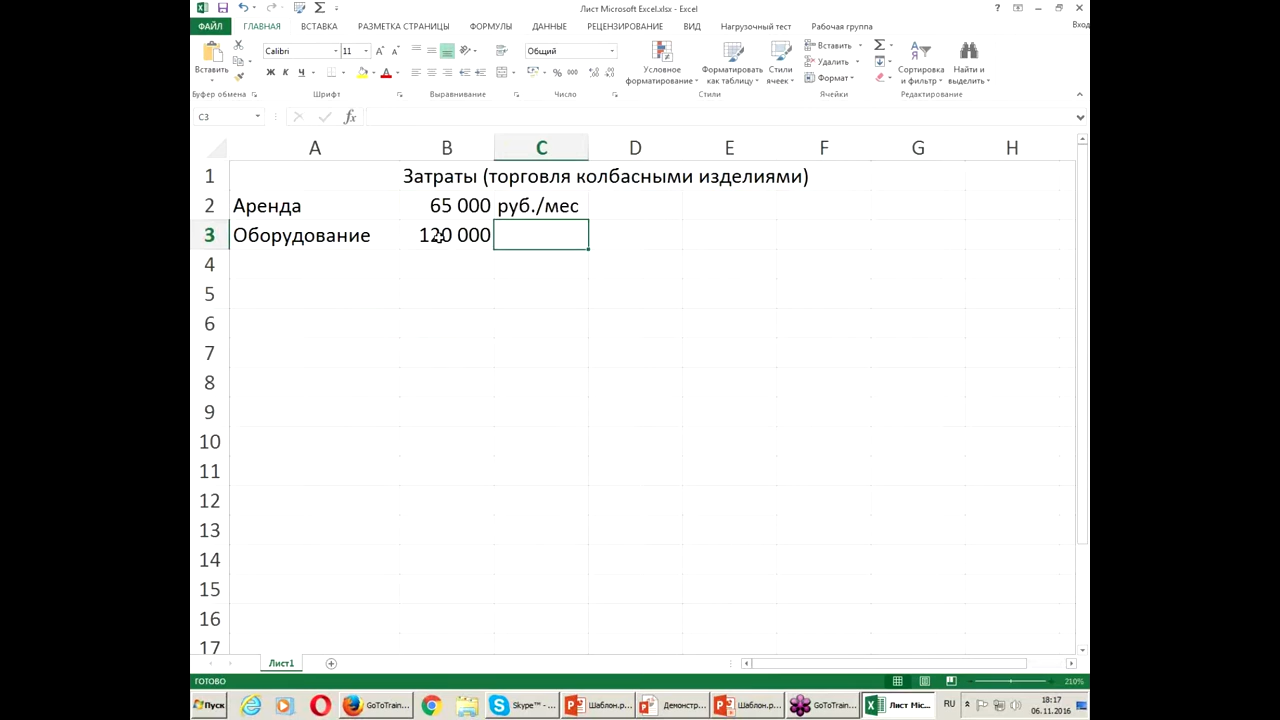 Лист Microsoft Excel.xlsx - Excel
Вход
ФАЙЛ ГЛАВНАЯ ВСТАВКА РАЗМЕТКА СТРАНИЦЫ ФОРМУЛЫ ДАННЫЕ РЕЦЕНЗИРОВАНИЕ ВИД Нагрузочный тест Рабочая группа
Calibri 11 Общий Вставить
Ж К Ч % 000 Удалить
Вставить Условное форматирование Форматировать как таблицу Стили ячеек Формат Сортировка и фильтр Найти и выделить
Буфер обмена Шрифт Выравнивание Число Стили Ячейки Редактирование
C3 fx
A B C D E F G H
1 Затраты (торговля колбасными изделиями)
2 Аренда 65 000 руб./мес
3 Оборудование 120 000
4
5
6
7
8
9
10
11
12
13
14
15
16
17
Лист1
ГОТОВО 210%
Пуск GoToTrain... Skype™ -... Шаблон.p... Демонст... Шаблон.p... GoToTrain... Лист Mic... RU 18:17
06.11.2016